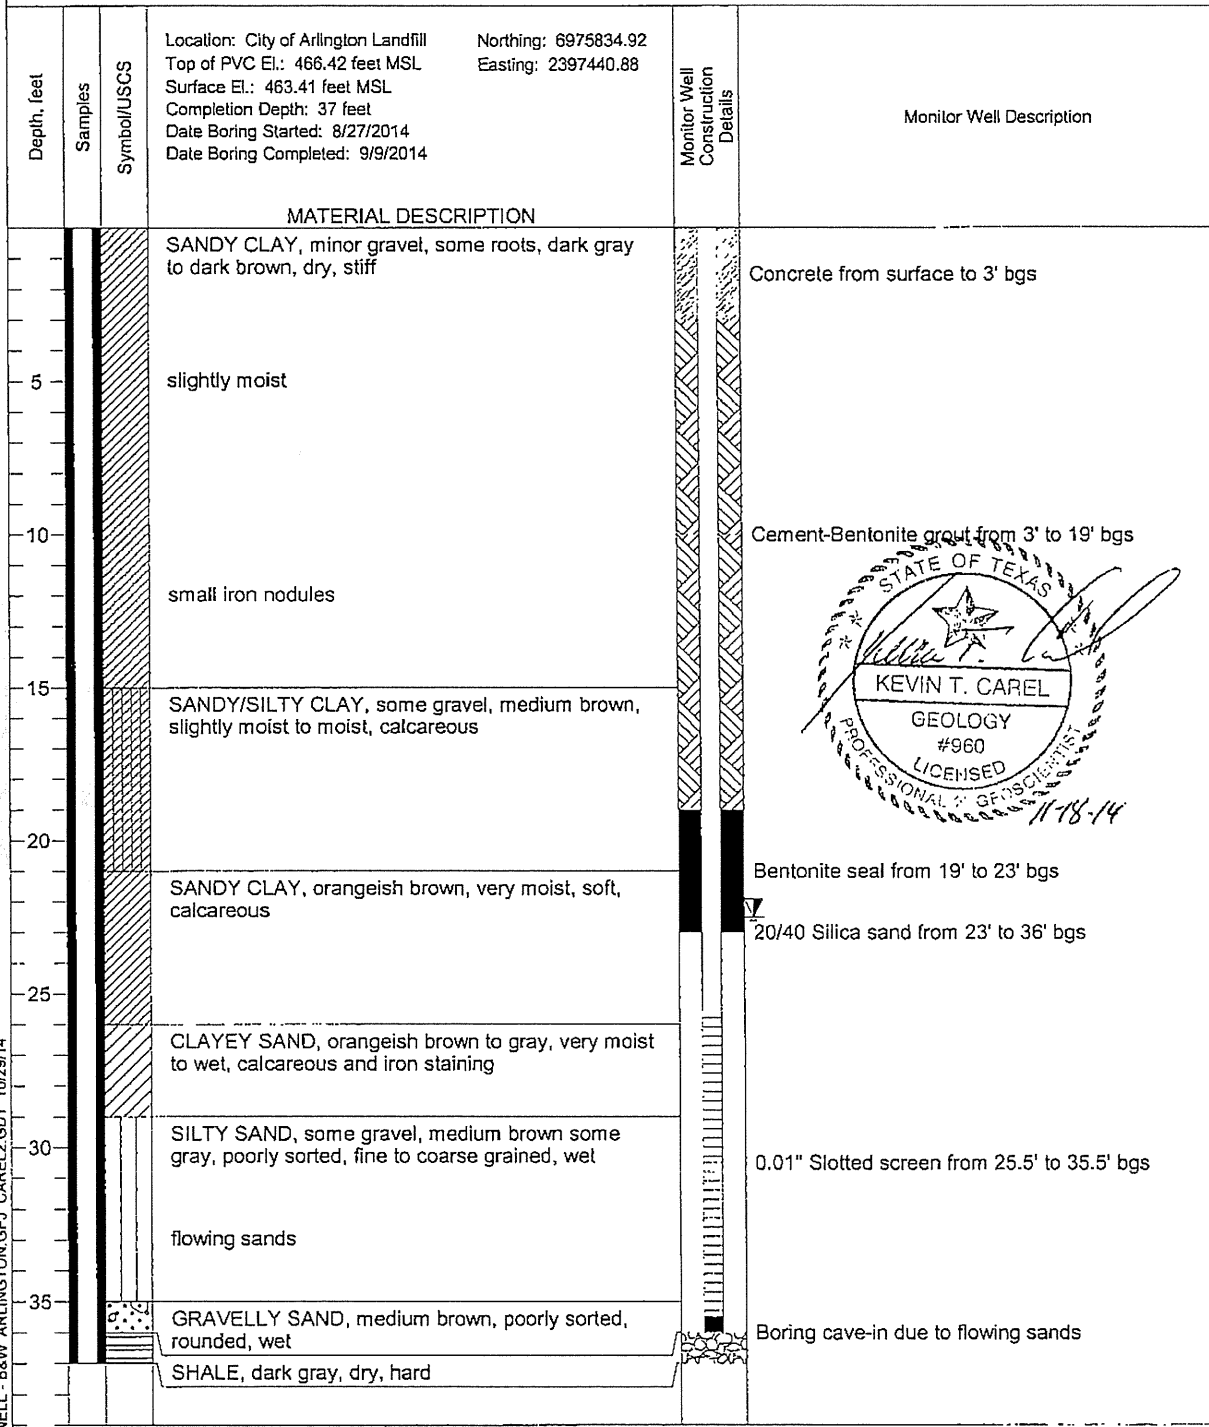 Location: City of Arlington Landfill
Northing: 6975834.92
Top of PVC El.: 466.42 feet MSL
Easting: 2397440.88
Surface El.: 463.41 feet MSL
Completion Depth: 37 feet
Date Boring Started: 8/27/2014
Date Boring Completed: 9/9/2014
Depth, feet
Samples
Symbol/USCS
MATERIAL DESCRIPTION
Monitor Well
Construction
Details
Monitor Well Description
SANDY CLAY, minor gravel, some roots, dark gray
to dark brown, dry, stiff
Concrete from surface to 3' bgs
5
slightly moist
10
Cement-Bentonite grout from 3' to 19' bgs
small iron nodules
STATE OF TEXAS
KEVIN T. CAREL
GEOLOGY
#960
LICENSED
PROFESSIONAL GEOSCIENTIST
11-18-14
15
SANDY/SILTY CLAY, some gravel, medium brown,
slightly moist to moist, calcareous
20
Bentonite seal from 19' to 23' bgs
SANDY CLAY, orangeish brown, very moist, soft,
calcareous
20/40 Silica sand from 23' to 36' bgs
25
CLAYEY SAND, orangeish brown to gray, very moist
to wet, calcareous and iron staining
SILTY SAND, some gravel, medium brown some
gray, poorly sorted, fine to coarse grained, wet
30
0.01" Slotted screen from 25.5' to 35.5' bgs
flowing sands
35
GRAVELLY SAND, medium brown, poorly sorted,
rounded, wet
Boring cave-in due to flowing sands
SHALE, dark gray, dry, hard
B&W ARLINGTON.GPJ CAREL2.GDT 10/29/14